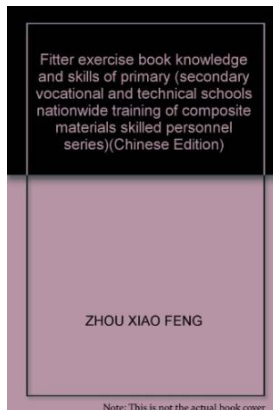 Fitter exercise book knowledge
and skills of primary (secondary
vocational and technical schools
nationwide training of composite
materials skilled personnel
series)(Chinese Edition)
ZHOU XIAO FENG
Note: This is not the actual book cover